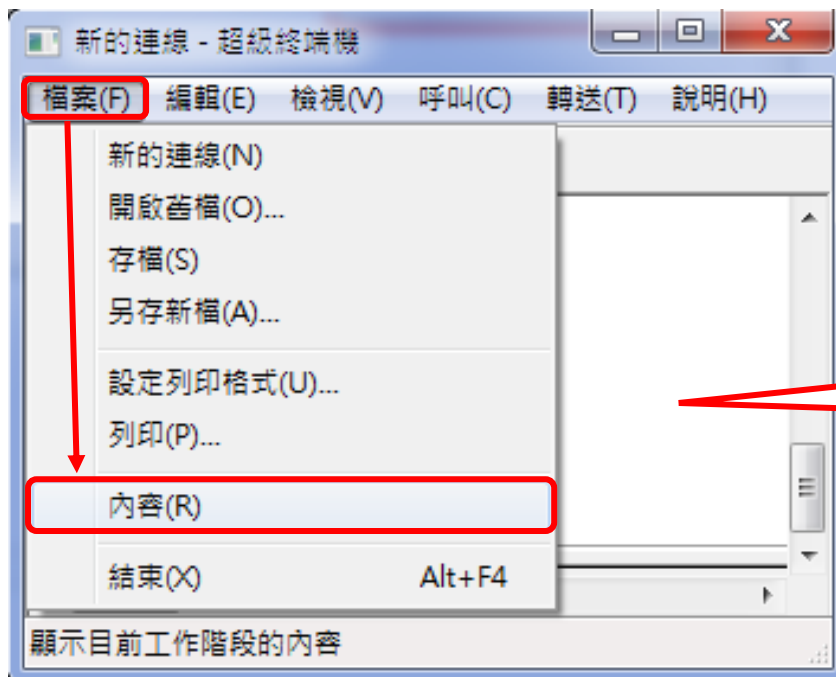 新的連線 - 超級終端機
檔案(F) 編輯(E) 檢視(V) 呼叫(C) 轉送(T) 說明(H)
新的連線(N)
開啟舊檔(O)...
存檔(S)
另存新檔(A)...
設定列印格式(U)...
列印(P)...
內容(R)
結束(X) Alt+F4
顯示目前工作階段的內容